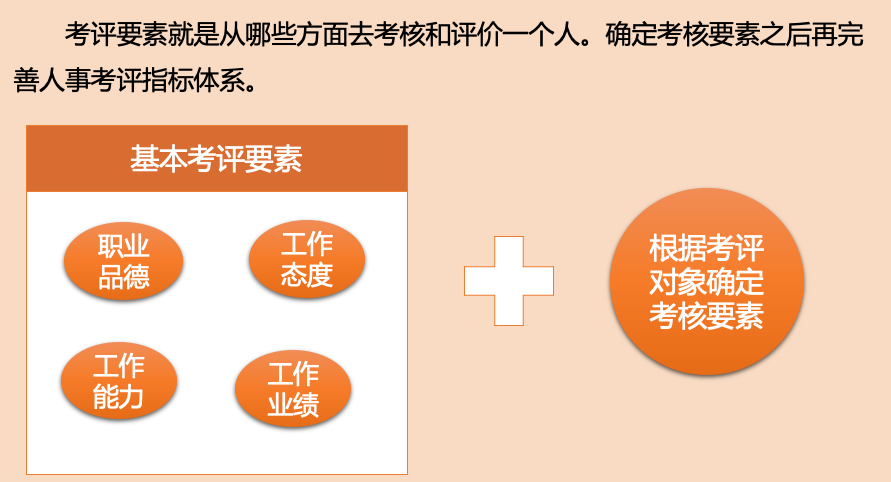 考评要素就是从哪些方面去考核和评价一个人。确定考核要素之后再完
善人事考评指标体系。
基本考评要素
职业
品德
工作
态度
工作
能力
工作
业绩
根据考评
对象确定
考核要素